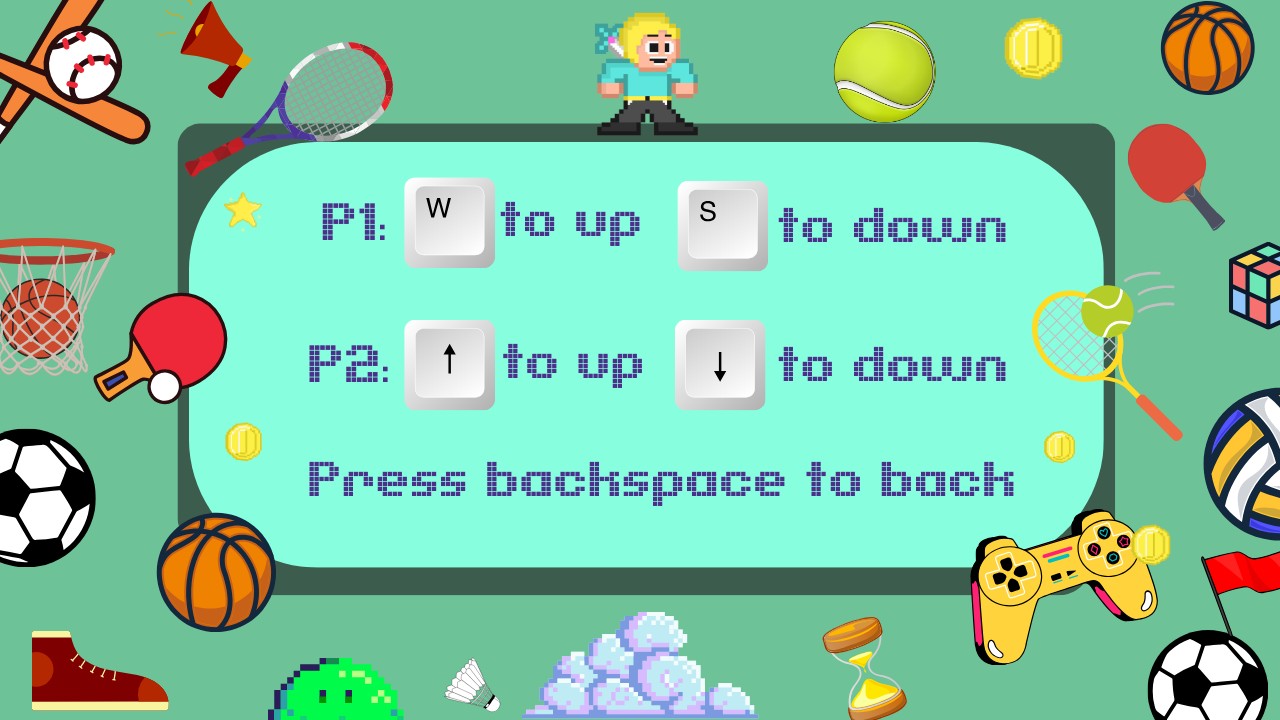 P1: W to up S to down
P2: ↑ to up ↓ to down
Press backspace to back